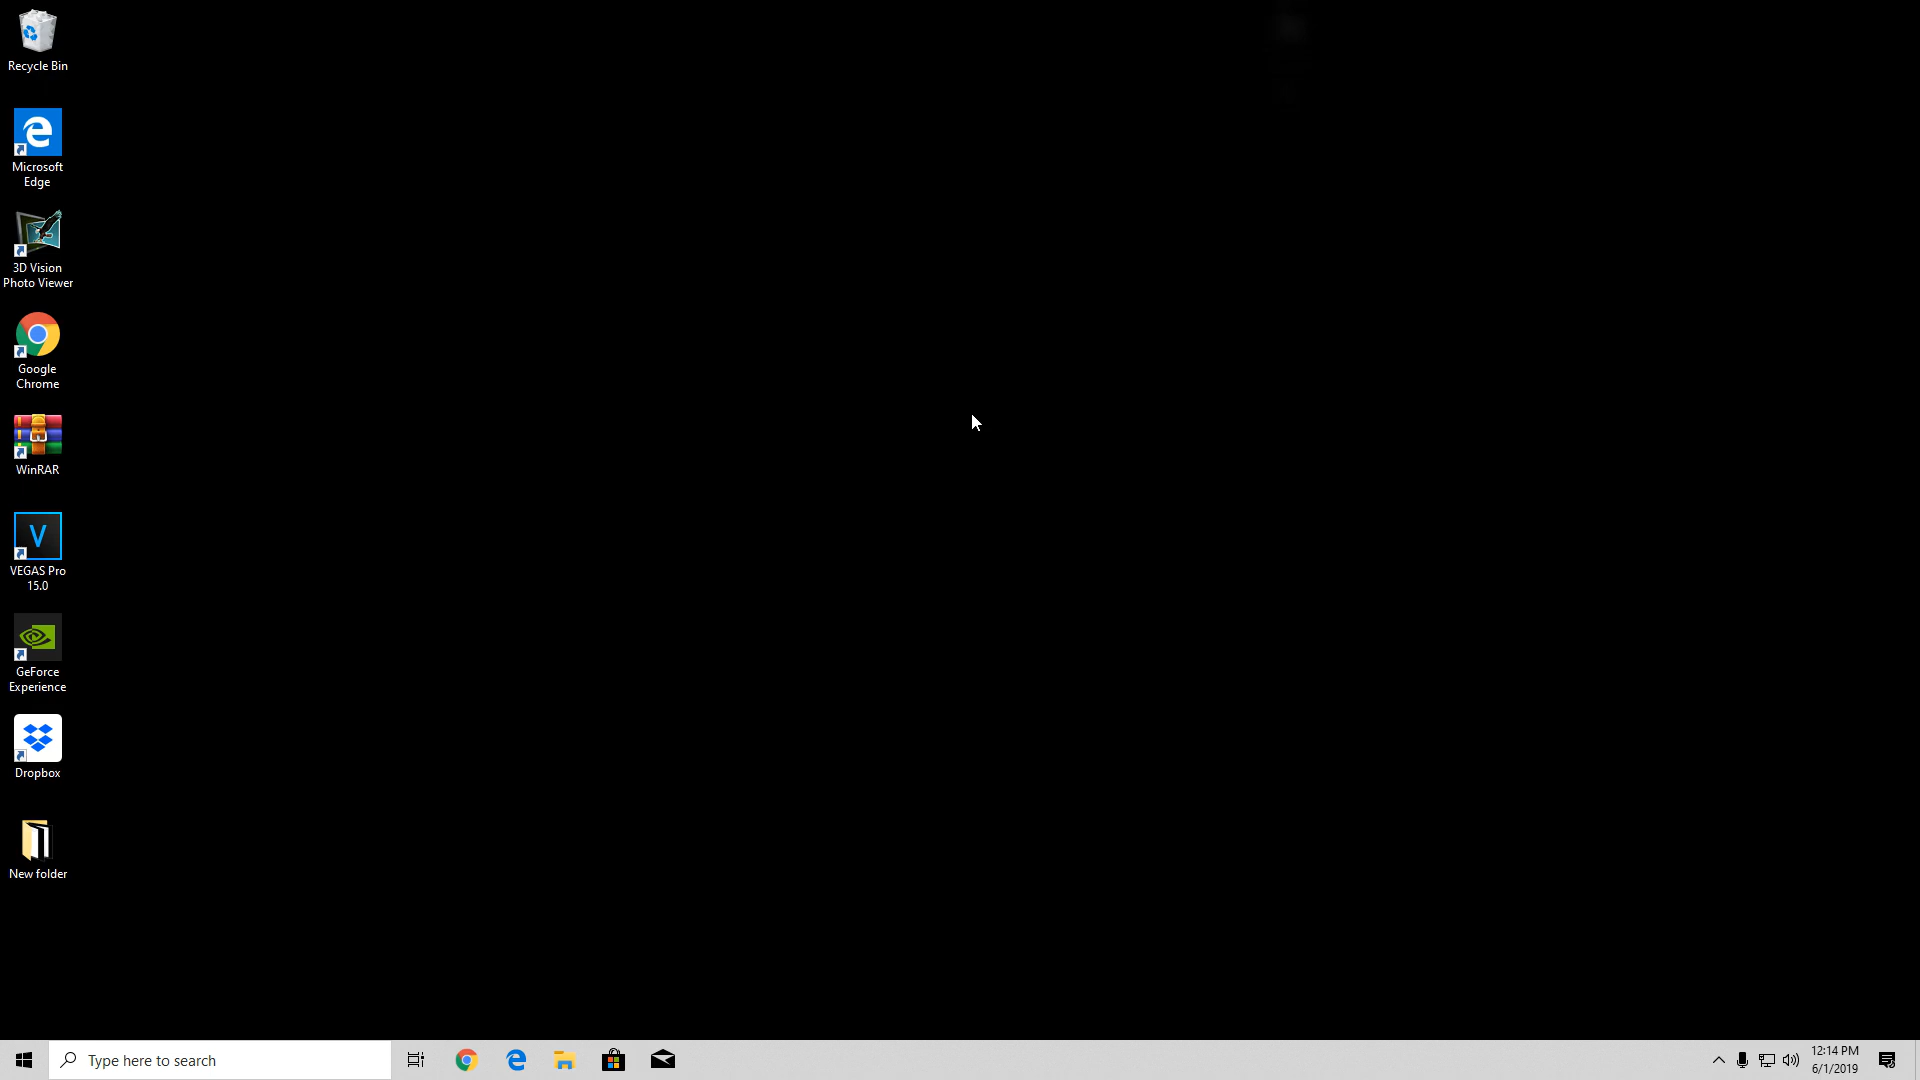 Recycle Bin
Microsoft
Edge
3D Vision
Photo Viewer
Google
Chrome
WinRAR
V
VEGAS Pro
15.0
GeForce
Experience
Dropbox
New folder
Type here to search
12:14 PM
6/1/2019